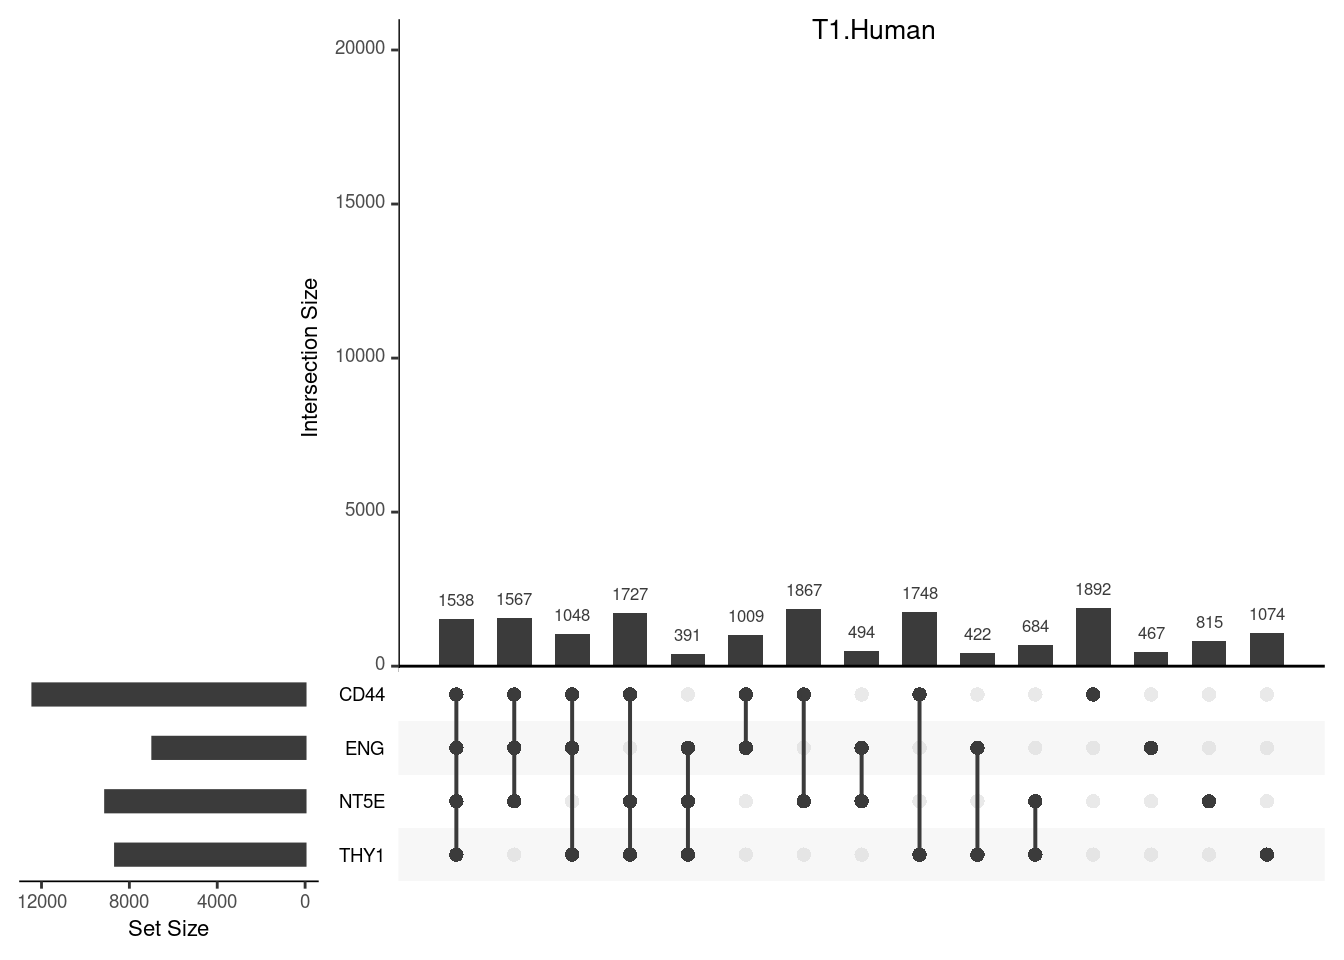 T1.Human
20000
15000
10000
5000
0
Intersection Size
1538 1567 1048 1727 391 1009 1867 494 1748 422 684 1892 467 815 1074
CD44
ENG
NT5E
THY1
12000 8000 4000 0
Set Size